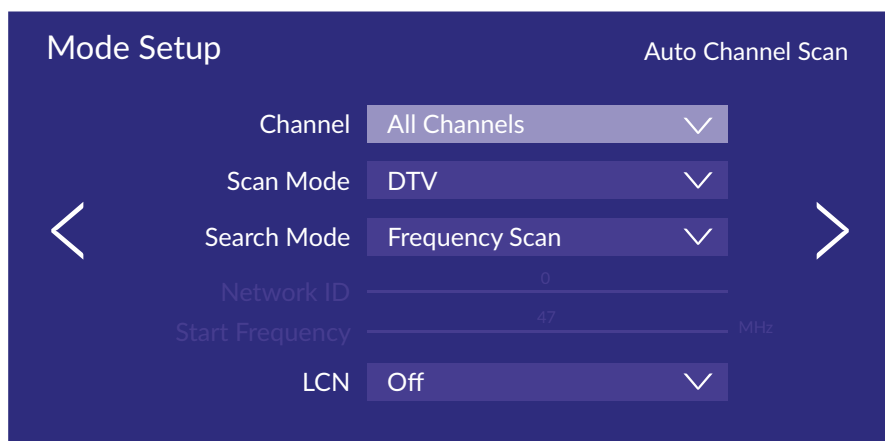 Mode Setup
Auto Channel Scan
Channel All Channels
Scan Mode DTV
Search Mode Frequency Scan
Network ID 0
Start Frequency 47 MHz
LCN Off